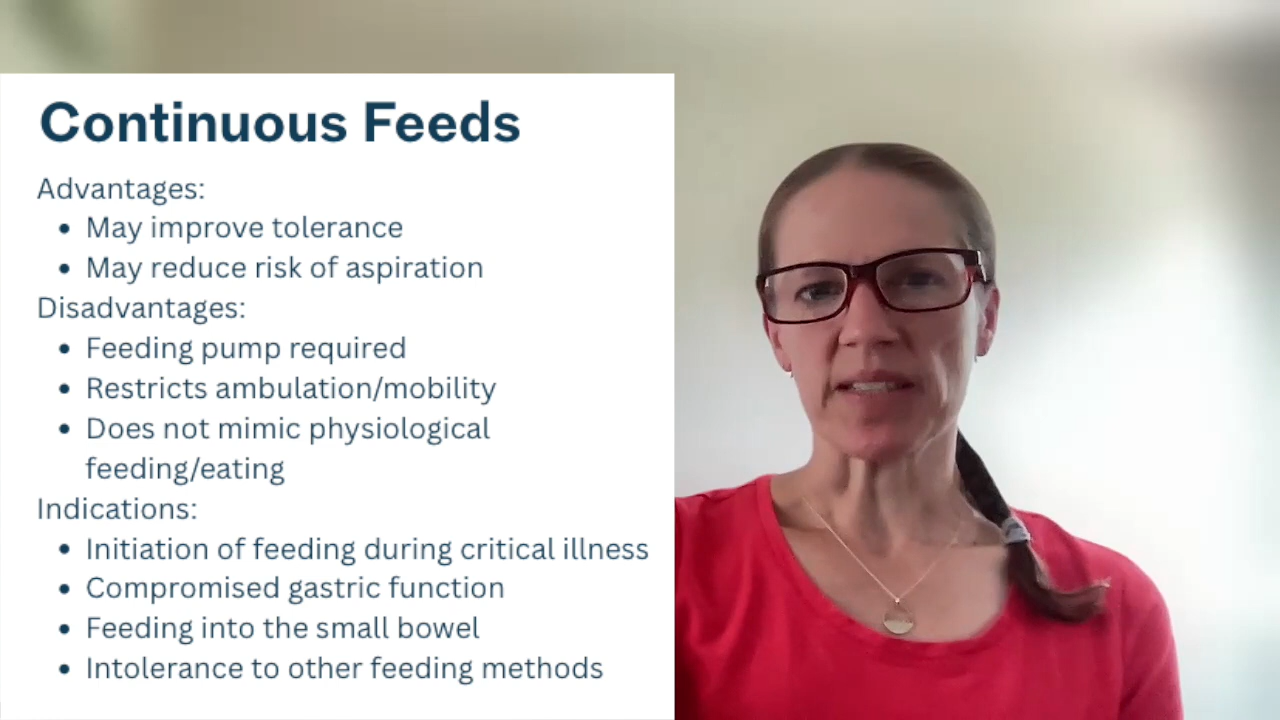 Continuous Feeds
Advantages:
• May improve tolerance
• May reduce risk of aspiration
Disadvantages:
• Feeding pump required
• Restricts ambulation/mobility
• Does not mimic physiological
feeding/eating
Indications:
• Initiation of feeding during critical illness
• Compromised gastric function
• Feeding into the small bowel
• Intolerance to other feeding methods